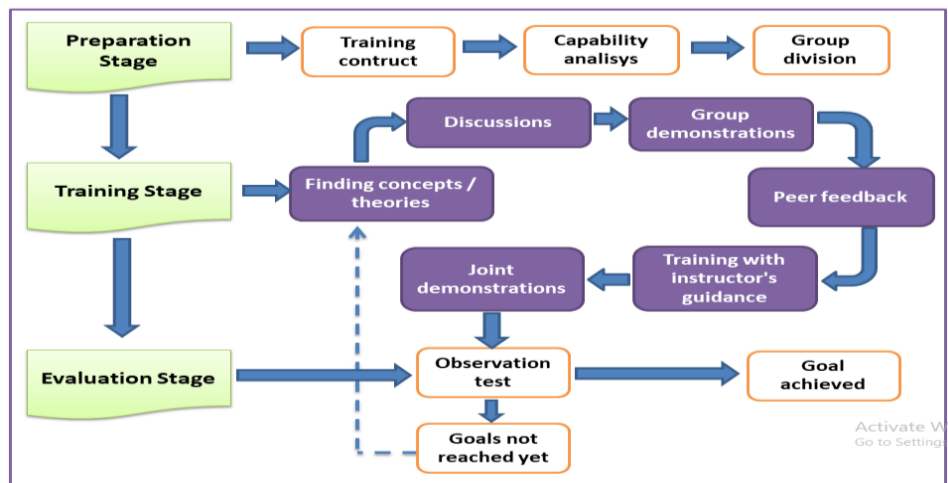 Preparation
Stage
Training
contruct
Capability
analisys
Group
division
Discussions
Group
demonstrations
Training Stage
Finding concepts /
theories
Peer feedback
Joint
demonstrations
Training with
instructor's
guidance
Evaluation Stage
Observation
test
Goal
achieved
Goals not
reached yet
Activate W
Go to Settings